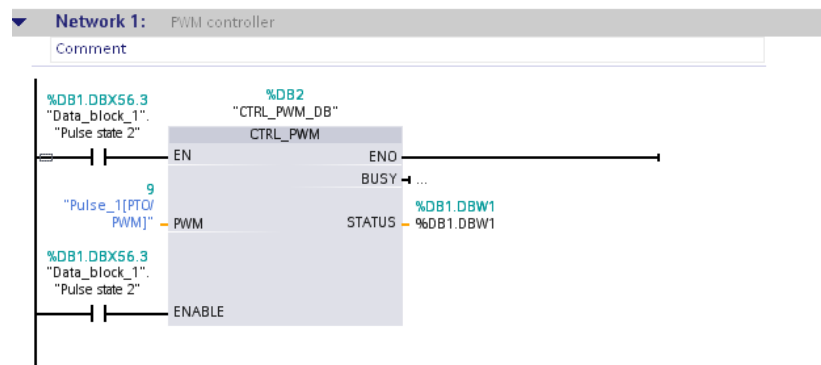 Network 1: PWM controller
Comment
%DB1.DBX56.3
"Data_block_1".
"Pulse state 2"
%DB2
"CTRL_PWM_DB"
CTRL_PWM
EN
ENO
BUSY
...
9
"Pulse_1[PTO/
PWM]"
PWM
STATUS
%DB1.DBW1
%DB1.DBW1
%DB1.DBX56.3
"Data_block_1".
"Pulse state 2"
ENABLE